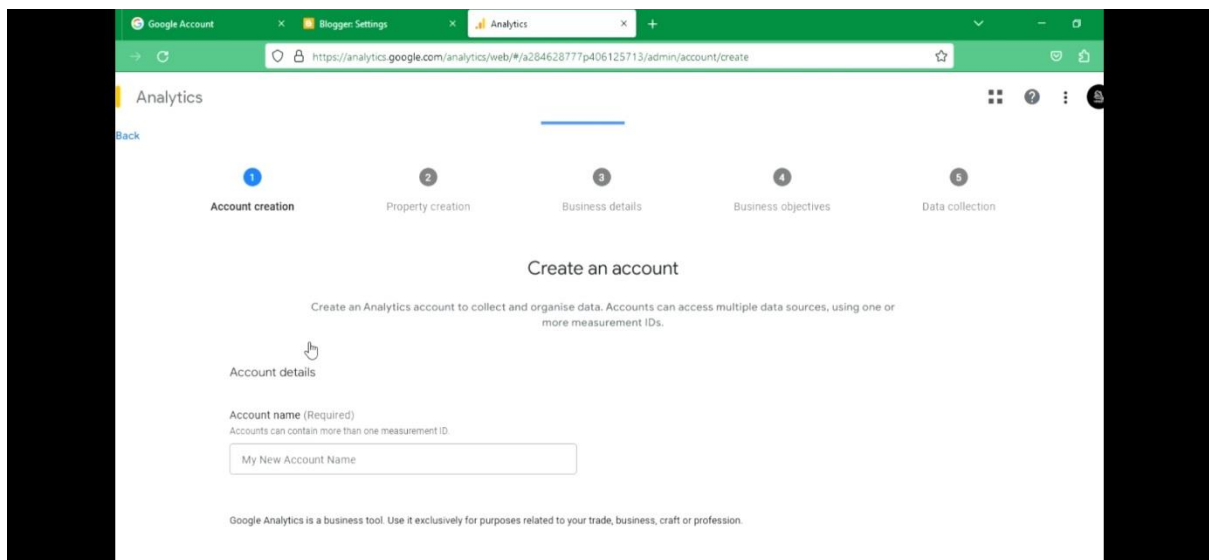 Google Account
Blogger: Settings
Analytics
https://analytics.google.com/analytics/web/#/a284628777p406125713/admin/account/create
Analytics
Back
1 2 3 4 5
Account creation Property creation Business details Business objectives Data collection
Create an account
Create an Analytics account to collect and organise data. Accounts can access multiple data sources, using one or
more measurement IDs.
Account details
Account name (Required)
Accounts can contain more than one measurement ID.
My New Account Name
Google Analytics is a business tool. Use it exclusively for purposes related to your trade, business, craft or profession.